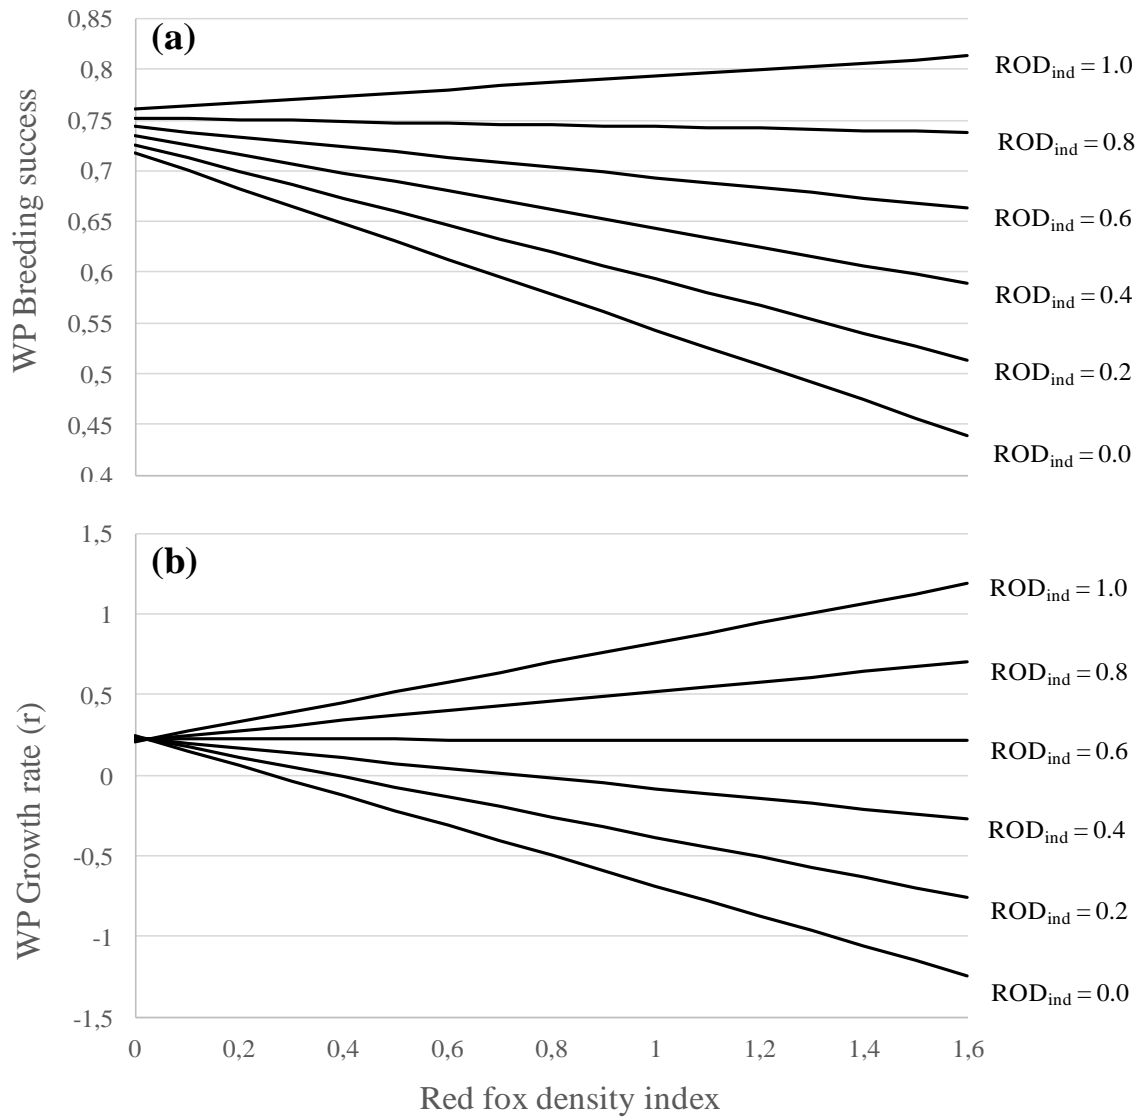 0,85
(a)
0,8
0,75
0,7
0,65
0,6
0,55
0,5
0,45
0,4
WP Breeding success
ROD_ind = 1.0
ROD_ind = 0.8
ROD_ind = 0.6
ROD_ind = 0.4
ROD_ind = 0.2
ROD_ind = 0.0
1,5
(b)
1
0,5
0
-0,5
-1
-1,5
WP Growth rate (r)
ROD_ind = 1.0
ROD_ind = 0.8
ROD_ind = 0.6
ROD_ind = 0.4
ROD_ind = 0.2
ROD_ind = 0.0
0 0,2 0,4 0,6 0,8 1 1,2 1,4 1,6
Red fox density index